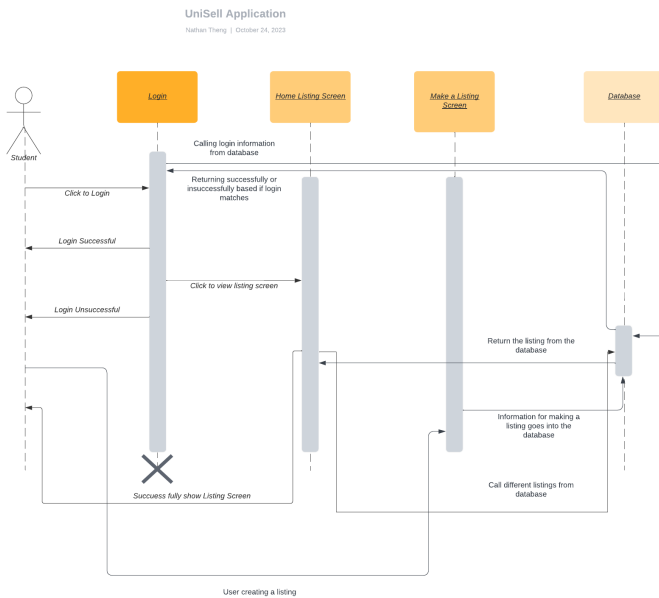 UniSell Application
Nathan Theng | October 24, 2023
Login
Home Listing Screen
Make a Listing
Screen
Database
Student
Calling login information
from database
Returning successfully or
insuccessfully based if login
matches
Click to Login
Login Successful
Click to view listing screen
Login Unsuccessful
Return the listing from the
database
Information for making a
listing goes into the
database
Call different listings from
database
Succuess fully show Listing Screen
User creating a listing